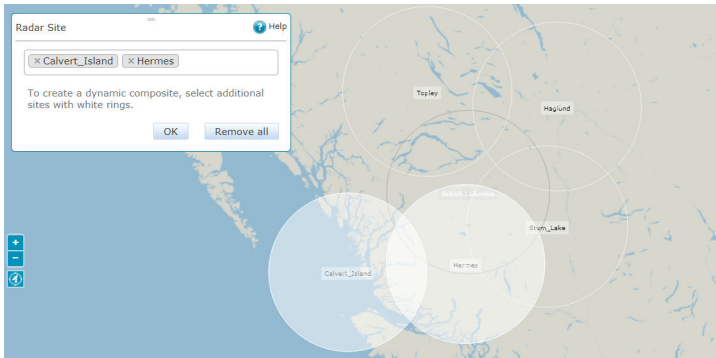 Radar Site
Help
× Calvert_Island × Hermes
To create a dynamic composite, select additional
sites with white rings.
OK Remove all
Topley
Haglund
Stum_Lake
Hermes
Calvert_Island
+
−